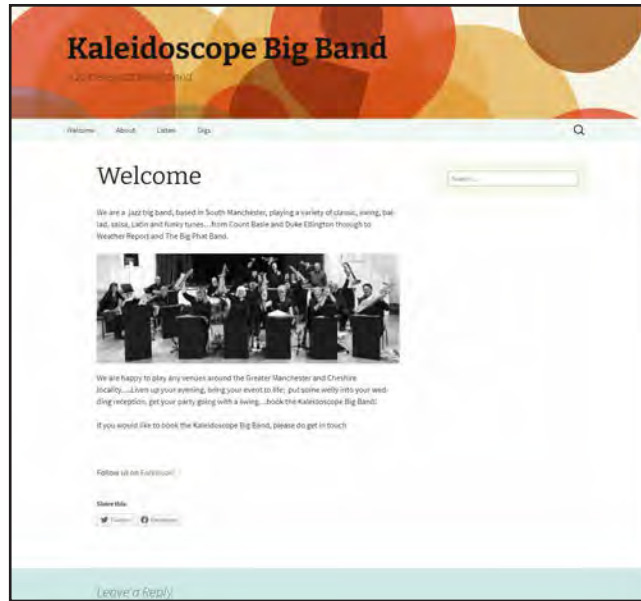 Kaleidoscope Big Band
Welcome About Listen Gigs
Welcome
Search …
We are a jazz big band, based in South Manchester, playing a variety of classic, swing, bal-
lad, salsa, Latin and funky tunes…from Count Basie and Duke Ellington through to
Weather Report and The Big Phat Band.
We are happy to play any venues around the Greater Manchester and Cheshire
locality…..Liven up your evening, bring your event to life; put some welly into your wed-
ding reception, get your party going with a swing….book the Kaleidoscope Big Band!
If you would like to book the Kaleidoscope Big Band, please do get in touch
Follow us on Facebook!
Share this:
Twitter Facebook
Leave a Reply